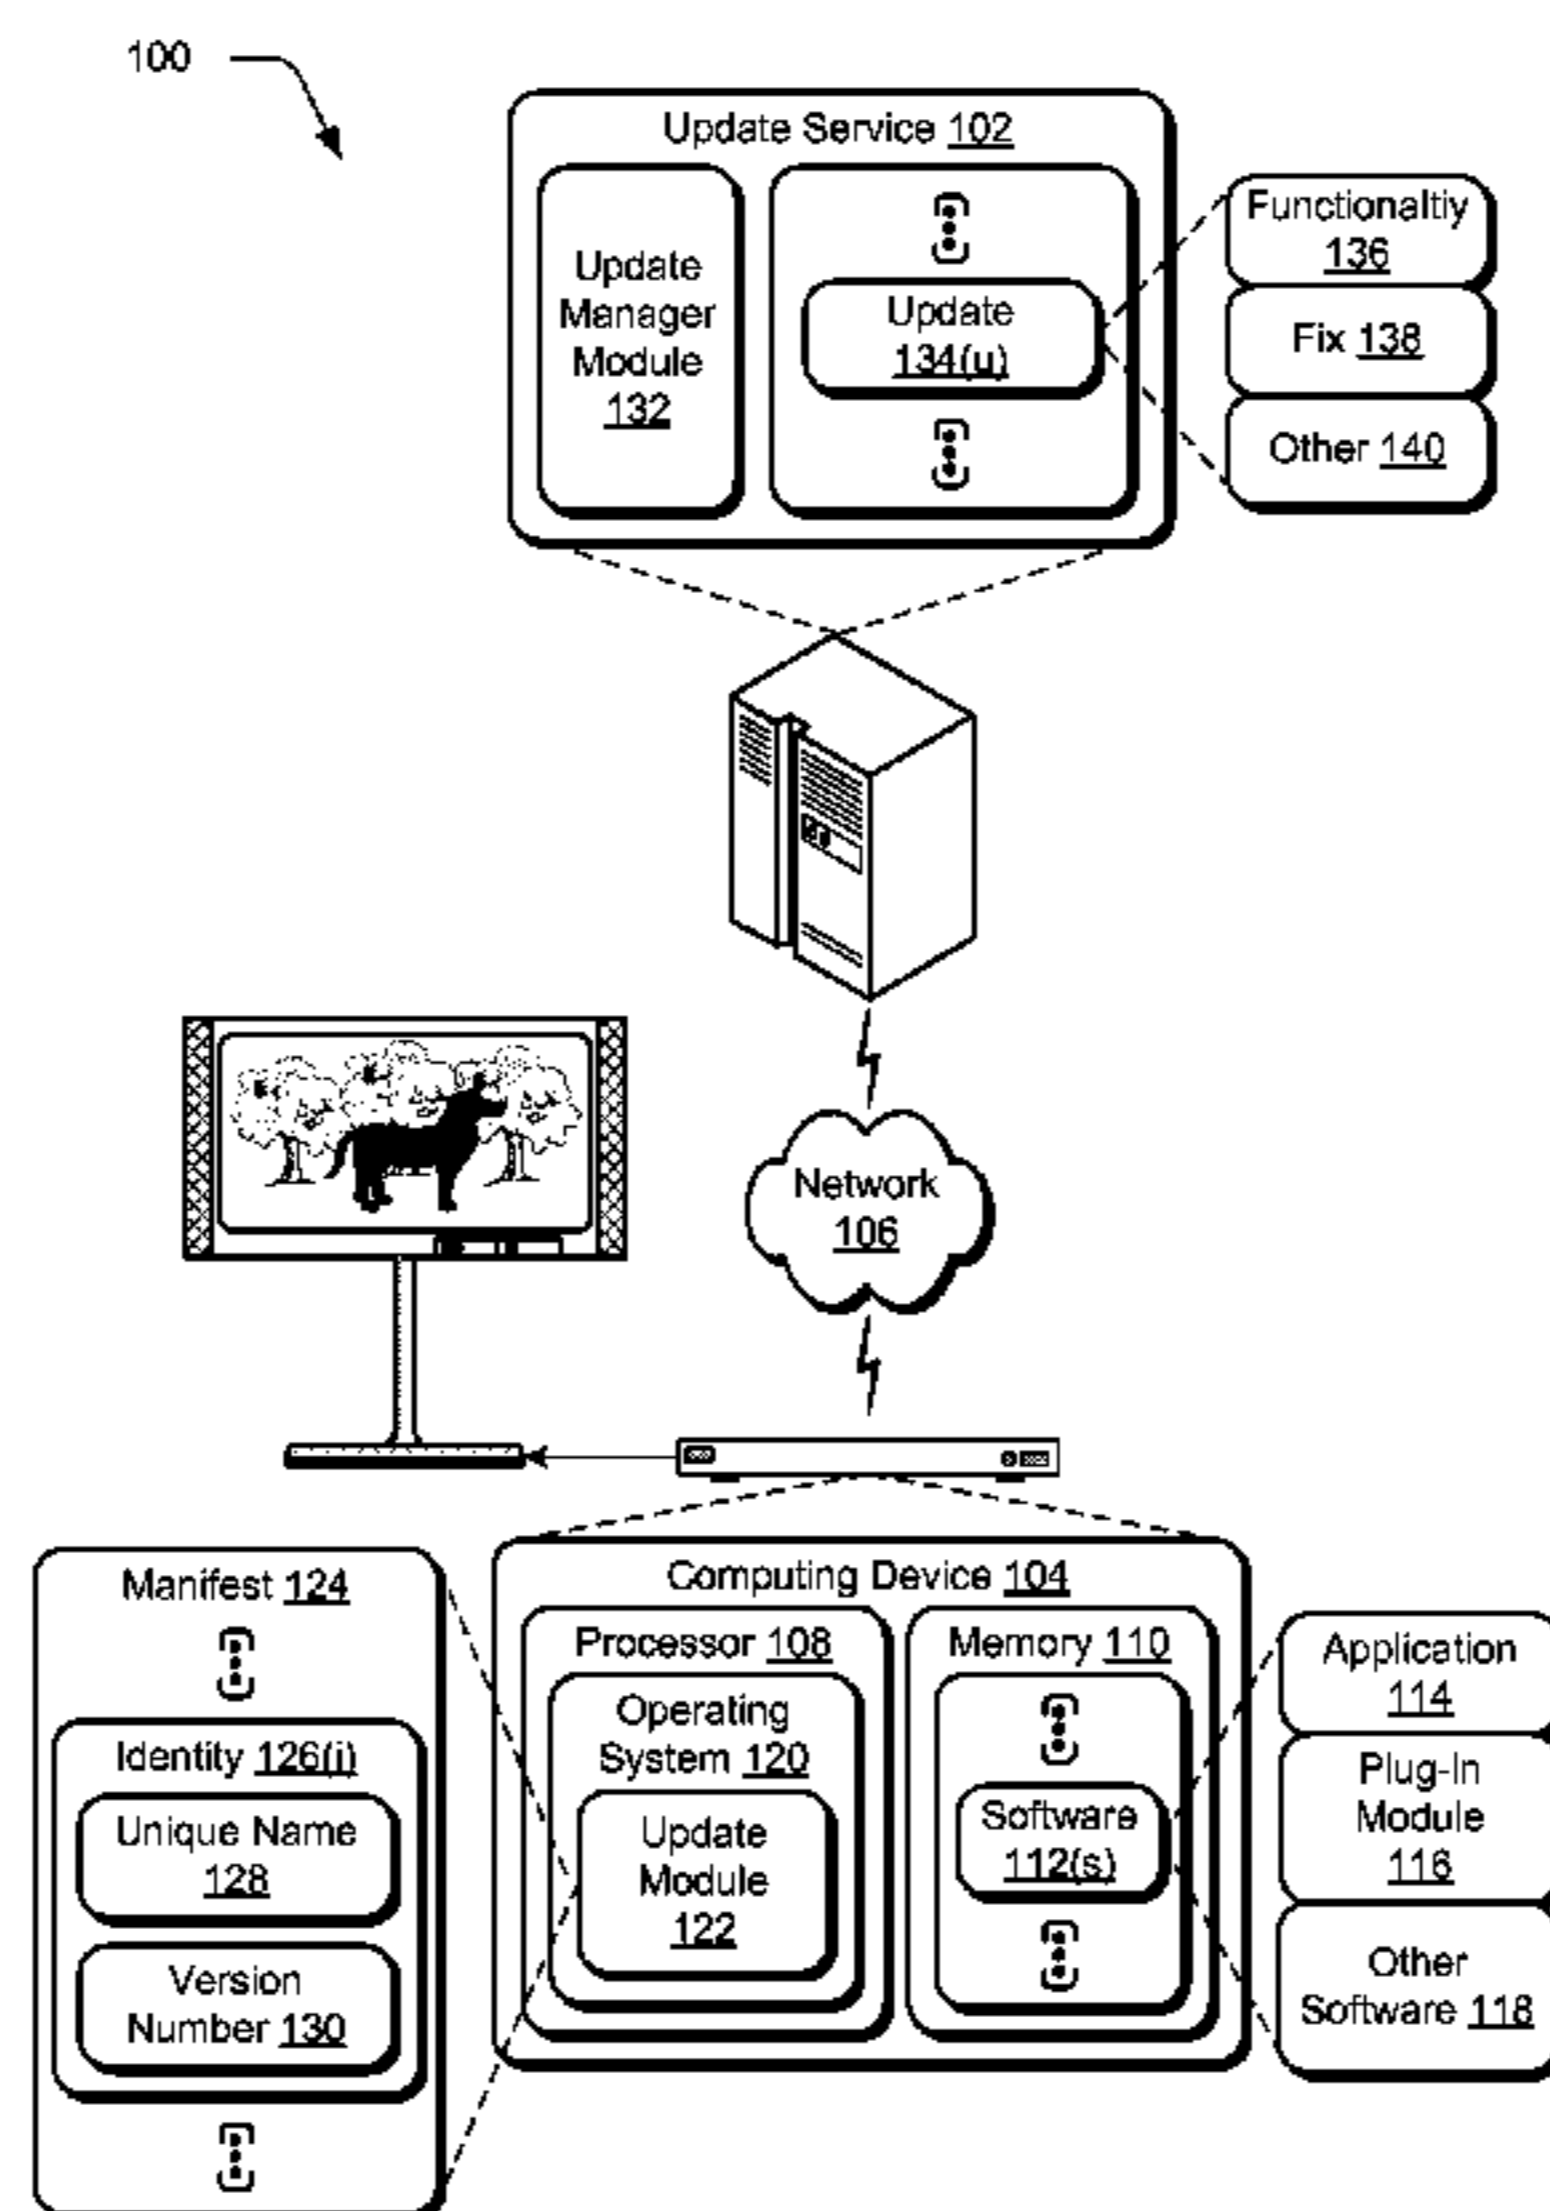 100
Update Service 102
Update
Manager
Module
132
Update
134(u)
Functionaltiy
136
Fix 138
Other 140
Network
106
Computing Device 104
Processor 108
Operating
System 120
Update
Module
122
Memory 110
Software
112(s)
Application
114
Plug-In
Module
116
Other
Software 118
Manifest 124
Identity 126(i)
Unique Name
128
Version
Number 130